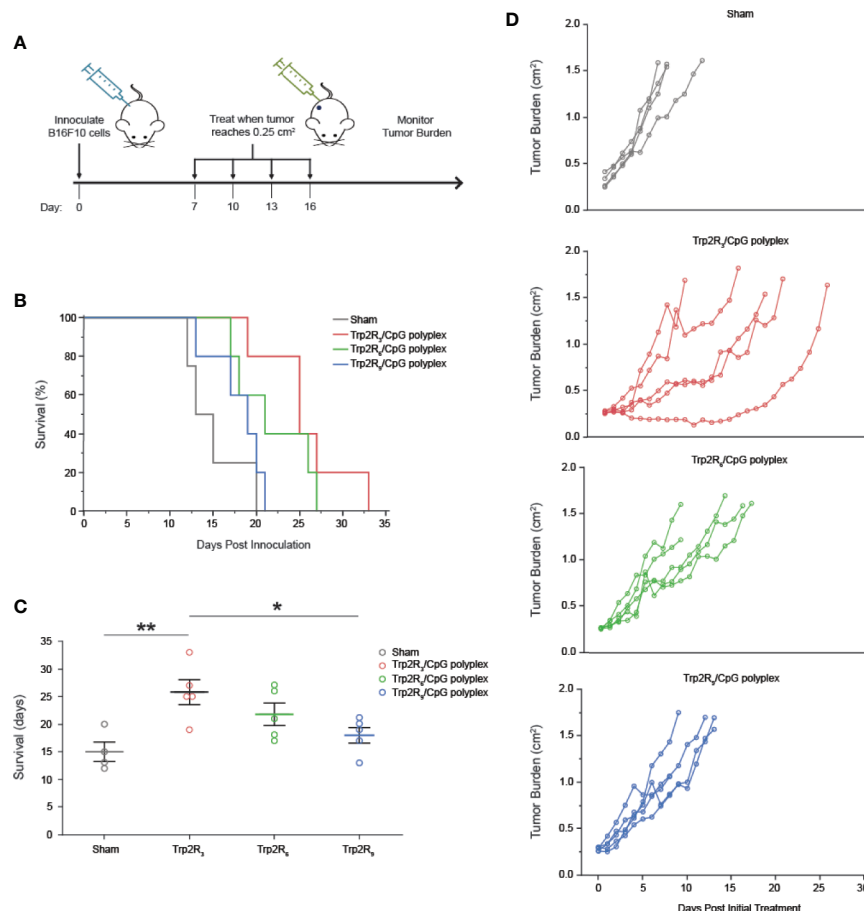 A
Innoculate
B16F10 cells
Treat when tumor
reaches 0.25 cm²
Monitor
Tumor Burden
Day: 0 7 10 13 16
B
Sham
Trp2R₃/CpG polyplex
Trp2R₆/CpG polyplex
Trp2R₉/CpG polyplex
Survival (%)
100
80
60
40
20
0
0 5 10 15 20 25 30 35
Days Post Innoculation
C
** *
Sham
Trp2R₃/CpG polyplex
Trp2R₆/CpG polyplex
Trp2R₉/CpG polyplex
Survival (days)
35
30
25
20
15
10
5
0
Sham Trp2R₃ Trp2R₆ Trp2R₉
D
Sham
Tumor Burden (cm²)
2.0
1.5
1.0
0.5
0.0
Trp2R₃/CpG polyplex
Tumor Burden (cm²)
2.0
1.5
1.0
0.5
0.0
Trp2R₆/CpG polyplex
Tumor Burden (cm²)
2.0
1.5
1.0
0.5
0.0
Trp2R₉/CpG polyplex
Tumor Burden (cm²)
2.0
1.5
1.0
0.5
0.0
0 5 10 15 20 25 30
Days Post Initial Treatment